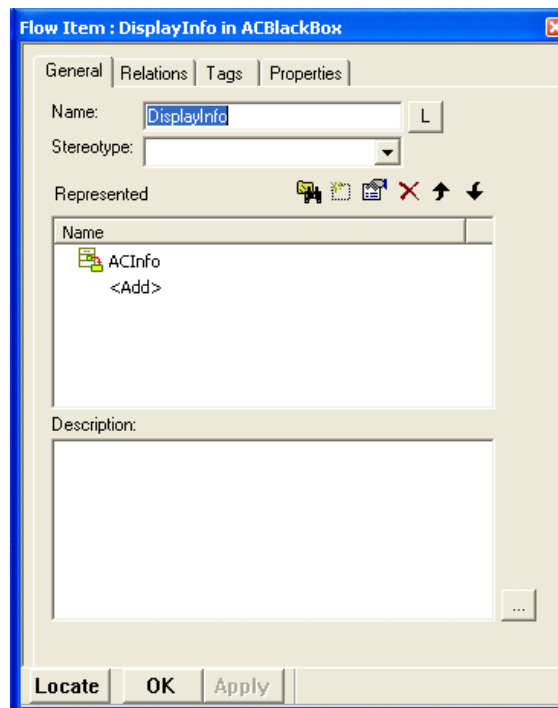 Flow Item : DisplayInfo in ACBlackBox
General Relations Tags Properties
Name: DisplayInfo L
Stereotype:
Represented
Name
ACInfo
<Add>
Description:
...
Locate OK Apply